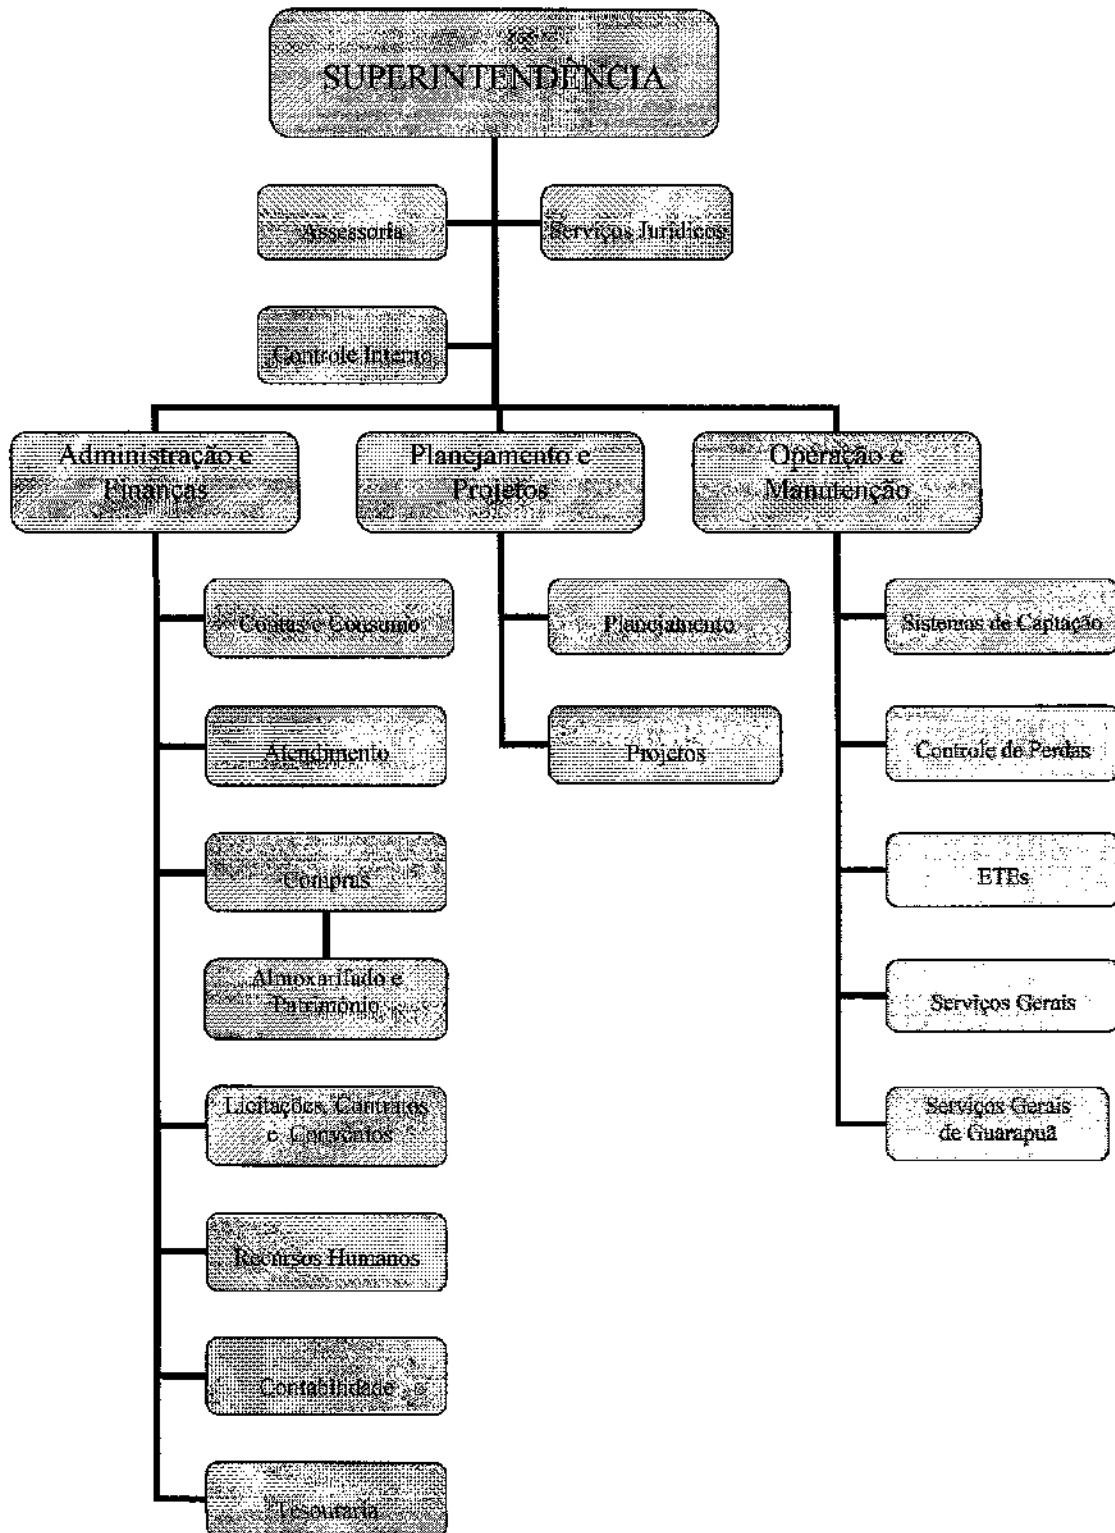 SUPERINTENDÊNCIA
Assessoria
Serviços Jurídicos
Controle Interno
Administração e
Finanças
Planejamento e
Projetos
Operação e
Manutenção
Contas e Consumo
Planejamento
Sistemas de Captação
Atendimento
Projetos
Controle de Perdas
Compras
ETEs
Almoxarifado e
Patrimônio
Serviços Gerais
Licitações, Contratos
e Convênios
Serviços Gerais
de Guarapuã
Recursos Humanos
Contabilidade
Tesouraria